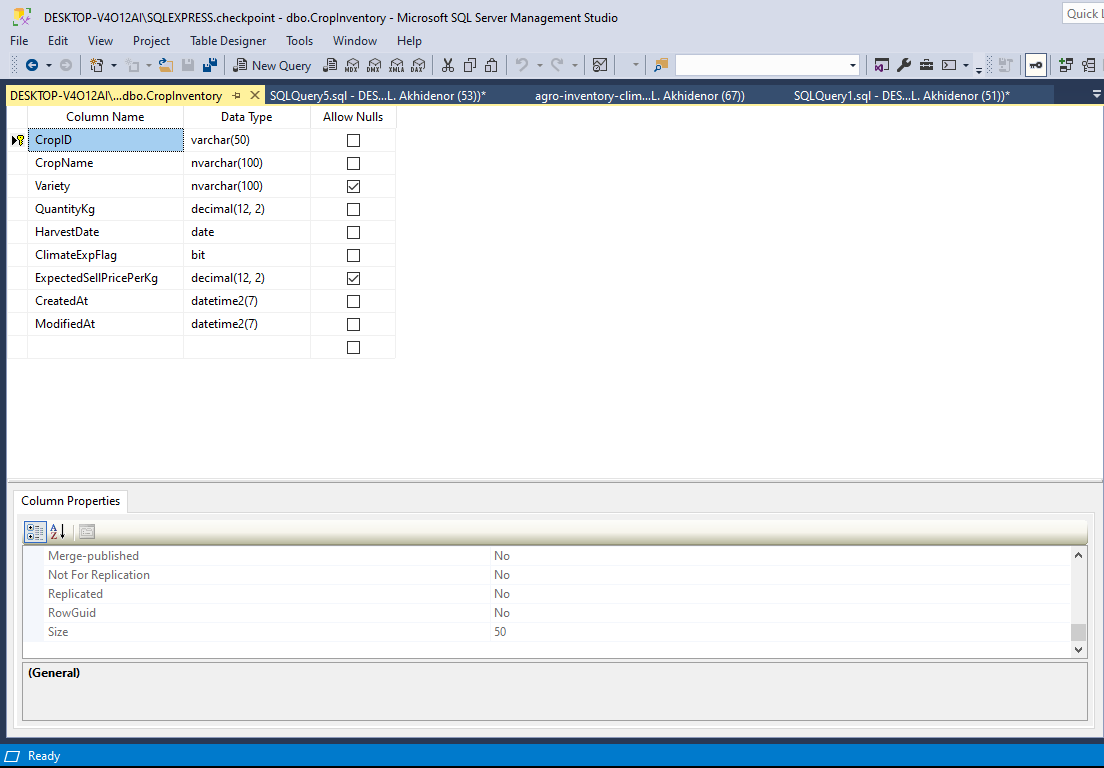 DESKTOP-V4O12AI\SQLEXPRESS.checkpoint - dbo.CropInventory - Microsoft SQL Server Management Studio
Quick L
File Edit View Project Table Designer Tools Window Help
New Query MDX DMX XMLA DAX
DESKTOP-V4O12AI\...dbo.CropInventory SQLQuery5.sql - DES...L. Akhidenor (53))* agro-inventory-clim...L. Akhidenor (67)) SQLQuery1.sql - DES...L. Akhidenor (51))*
Column Name Data Type Allow Nulls
CropID varchar(50)
CropName nvarchar(100)
Variety nvarchar(100)
QuantityKg decimal(12, 2)
HarvestDate date
ClimateExpFlag bit
ExpectedSellPricePerKg decimal(12, 2)
CreatedAt datetime2(7)
ModifiedAt datetime2(7)
Column Properties
Merge-published No
Not For Replication No
Replicated No
RowGuid No
Size 50
(General)
Ready